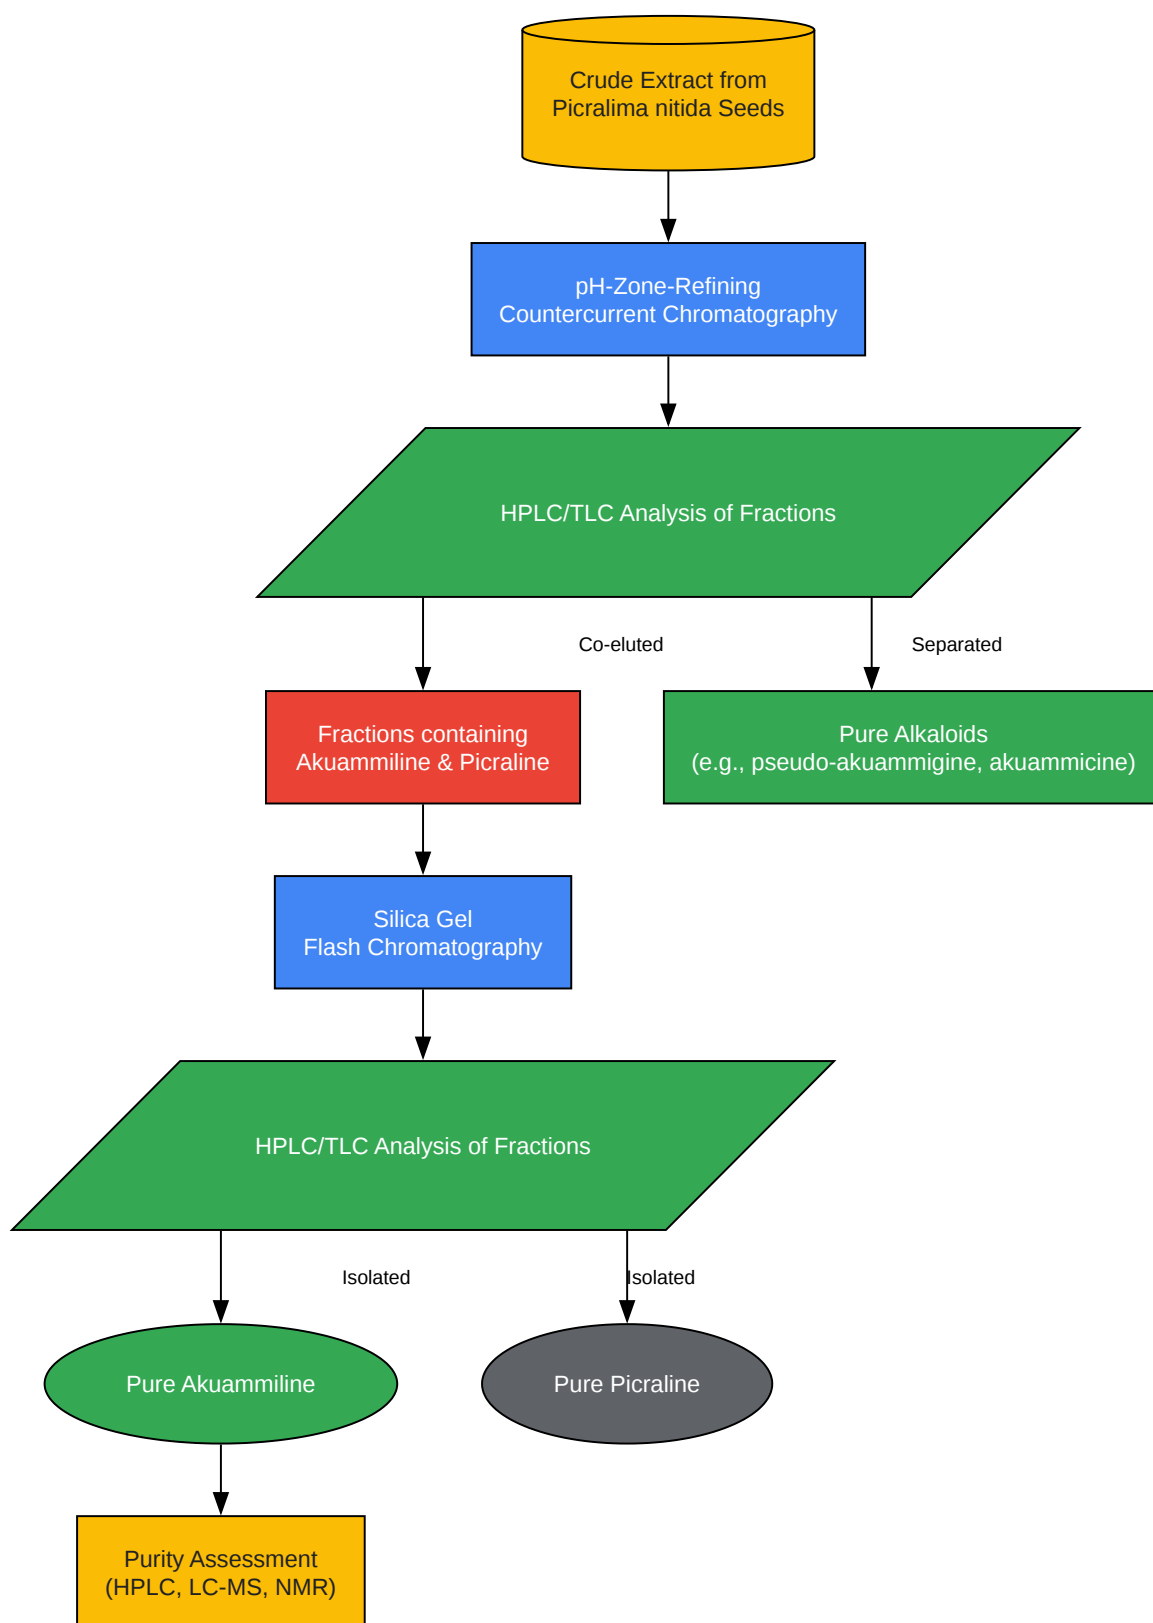 Crude Extract from
Picralima nitida Seeds
pH-Zone-Refining
Countercurrent Chromatography
HPLC/TLC Analysis of Fractions
Co-eluted
Separated
Fractions containing
Akuammiline & Picraline
Pure Alkaloids
(e.g., pseudo-akuammigine, akuammicine)
Silica Gel
Flash Chromatography
HPLC/TLC Analysis of Fractions
Isolated
Isolated
Pure Akuammiline
Pure Picraline
Purity Assessment
(HPLC, LC-MS, NMR)